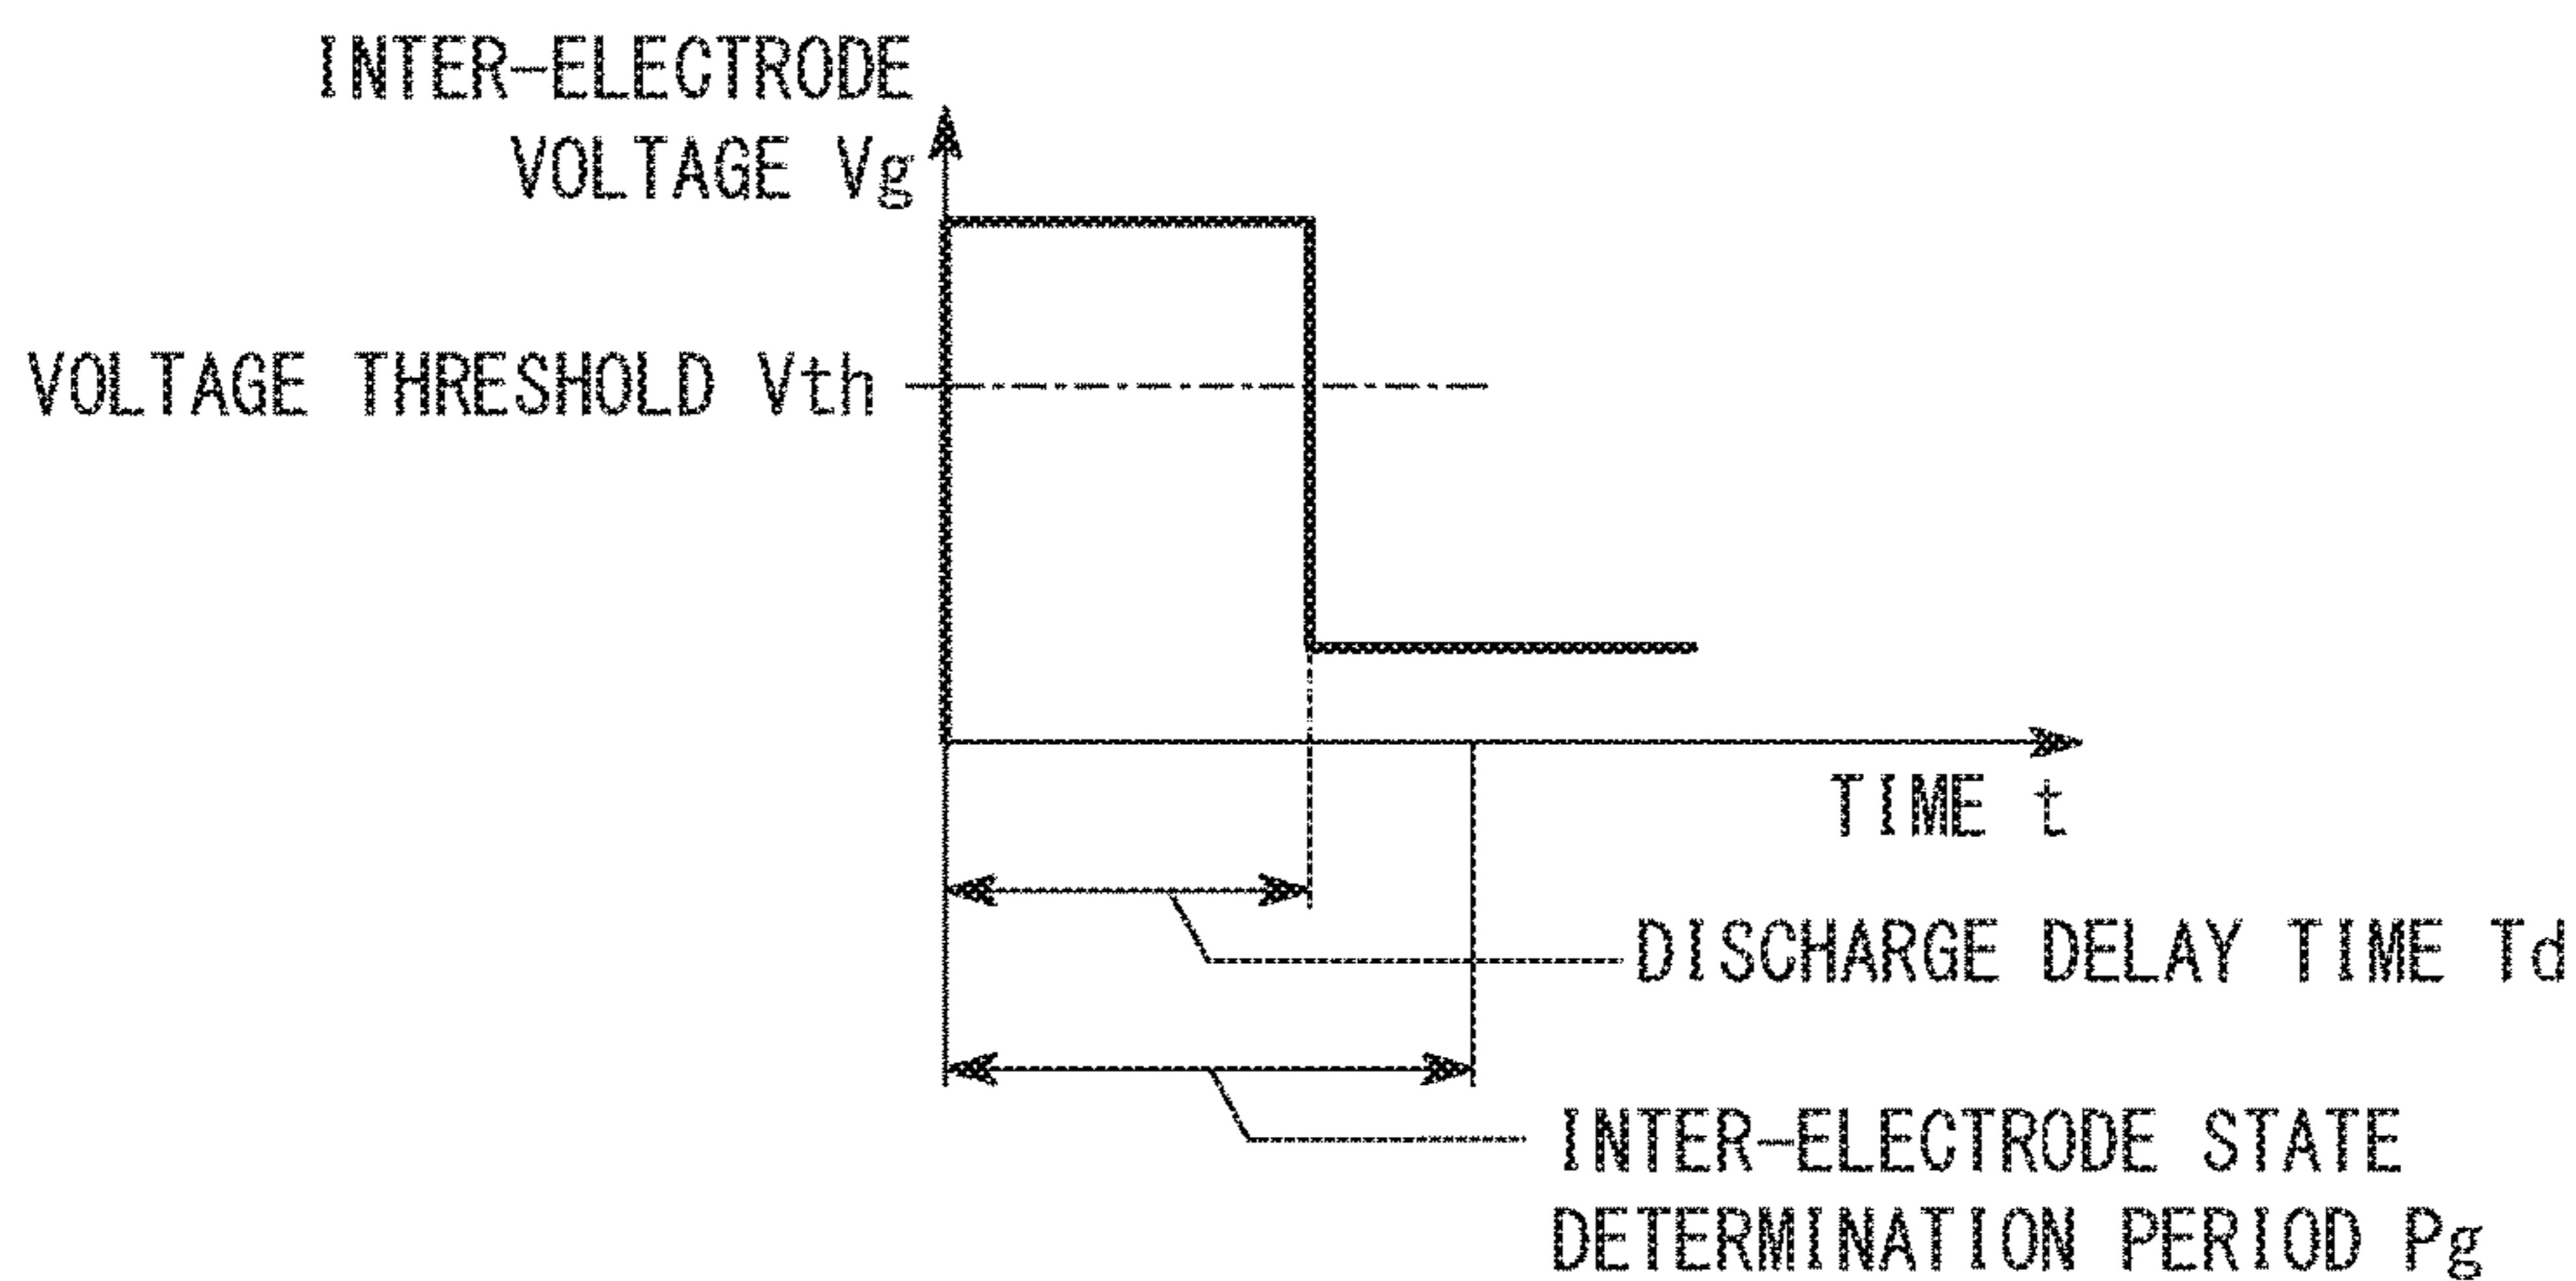 INTER-ELECTRODE
VOLTAGE Vg
VOLTAGE THRESHOLD Vth
TIME t
DISCHARGE DELAY TIME Td
INTER-ELECTRODE STATE
DETERMINATION PERIOD Pg